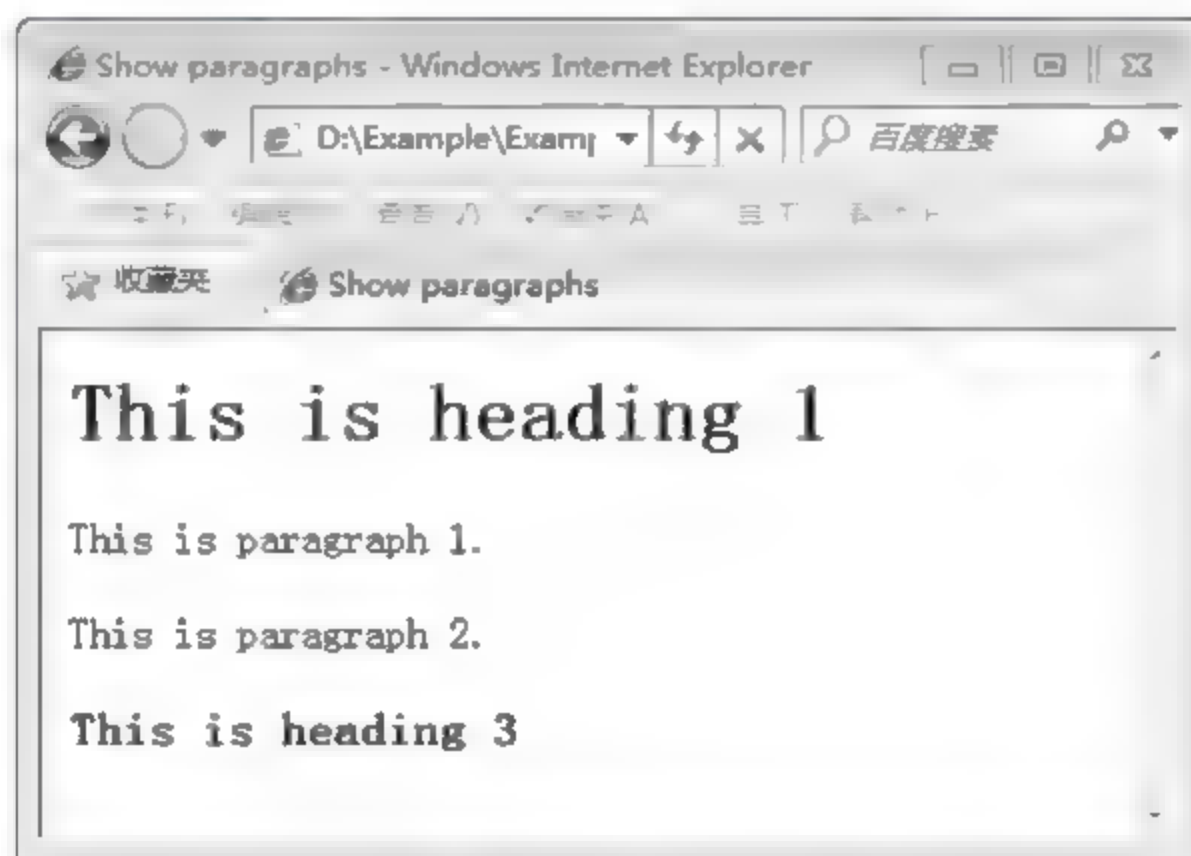 Show paragraphs - Windows Internet Explorer
D:\Example\Examp
百度搜索
收藏夹 Show paragraphs
This is heading 1
This is paragraph 1.
This is paragraph 2.
This is heading 3